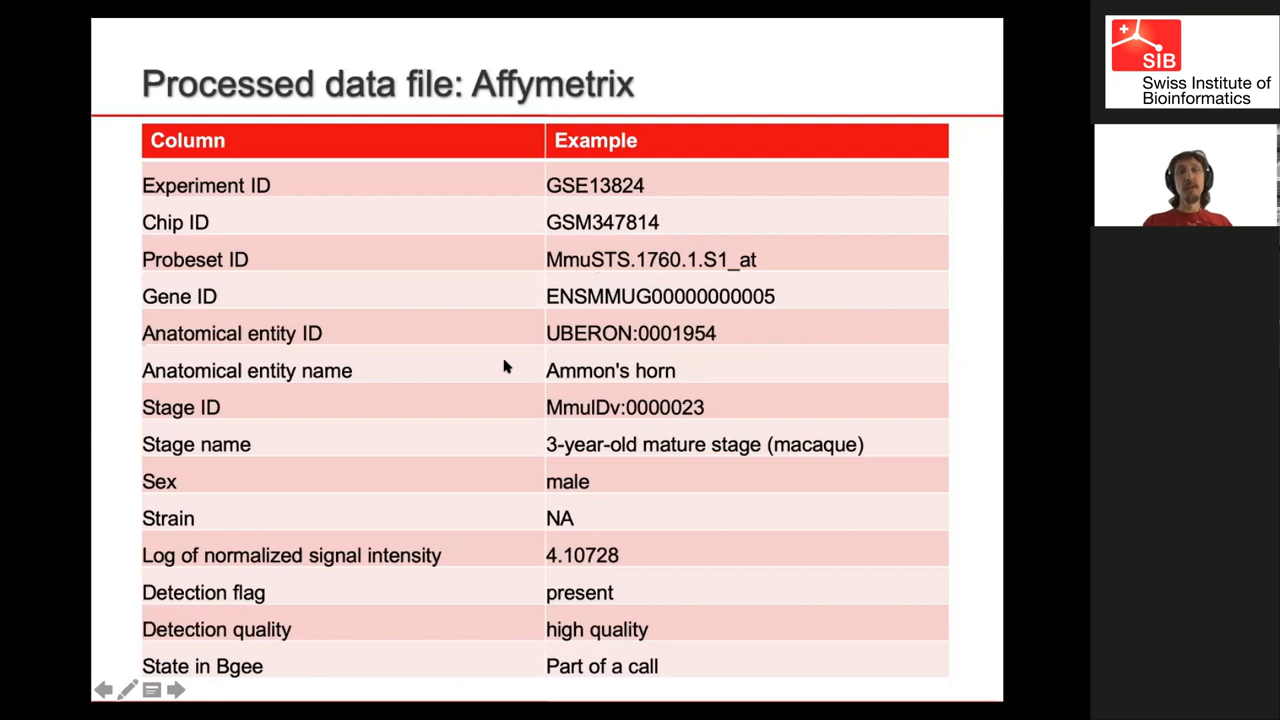 Processed data file: Affymetrix
Column Example
Experiment ID GSE13824
Chip ID GSM347814
Probeset ID MmuSTS.1760.1.S1_at
Gene ID ENSMMUG00000000005
Anatomical entity ID UBERON:0001954
Anatomical entity name Ammon's horn
Stage ID MmulDv:0000023
Stage name 3-year-old mature stage (macaque)
Sex male
Strain NA
Log of normalized signal intensity 4.10728
Detection flag present
Detection quality high quality
State in Bgee Part of a call
SIB
Swiss Institute of
Bioinformatics